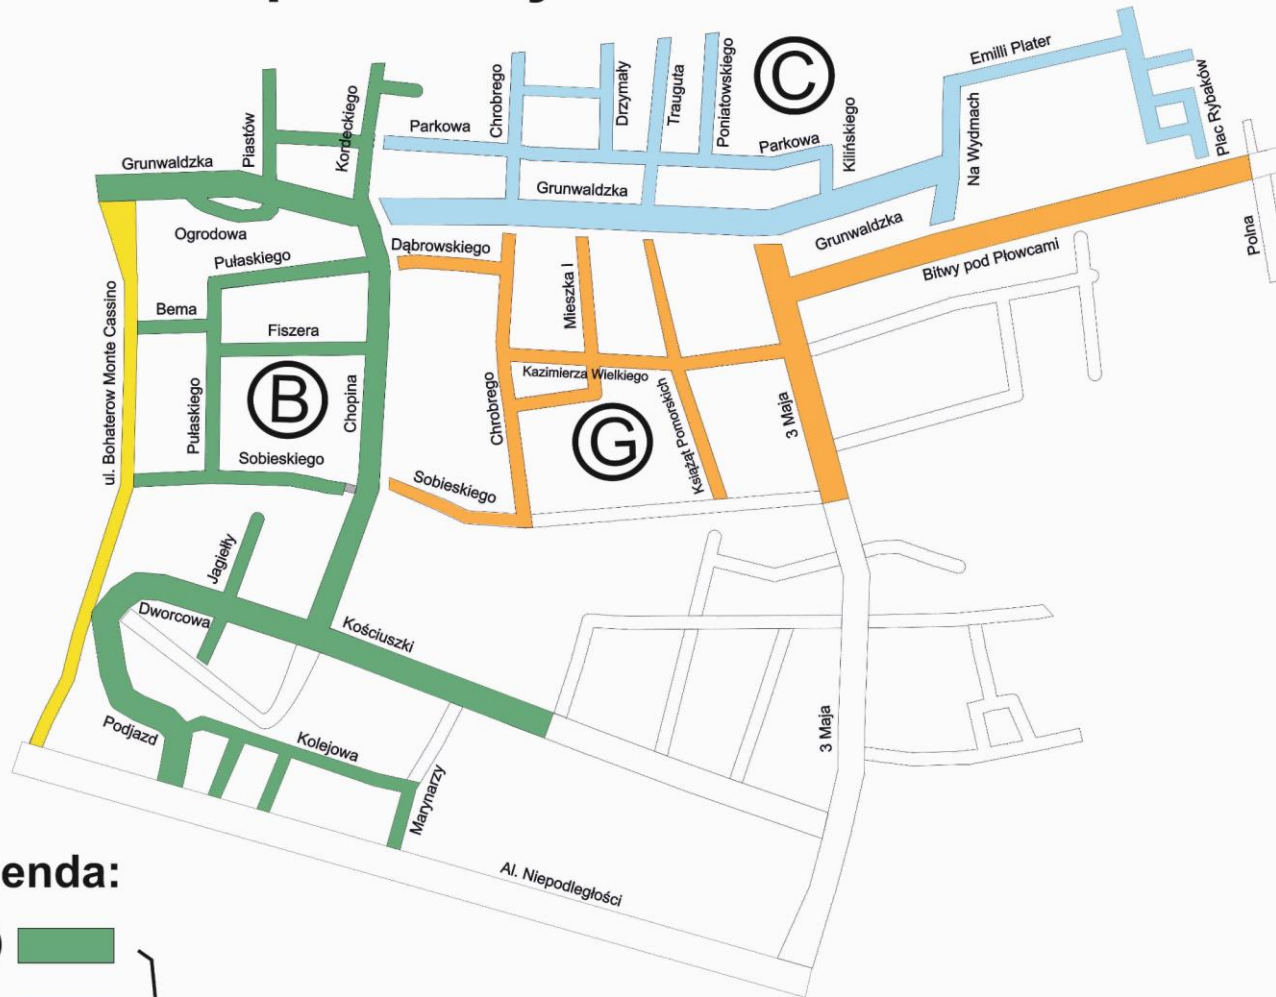 Emilli Plater
Chrobrego
Drzymały
Trauguta
Poniatowskiego
C
Plac Rybaków
Piastów
Kordeckiego
Parkowa
Parkowa
Kilińskiego
Na Wydmach
Grunwaldzka
Grunwaldzka
Grunwaldzka
Ogrodowa
Pułaskiego
Dąbrowskiego
Bitwy pod Płowcami
Polna
ul. Bohaterow Monte Cassino
Bema
Fiszera
Mieszka I
Kazimierza Wielkiego
Pułaskiego
B
Chopina
Chrobrego
G
Książąt Pomorskich
3 Maja
Sobieskiego
Sobieskiego
Jagiełły
Dworcowa
Kościuszki
Podjazd
Kolejowa
Marynarzy
3 Maja
Al. Niepodległości
enda: